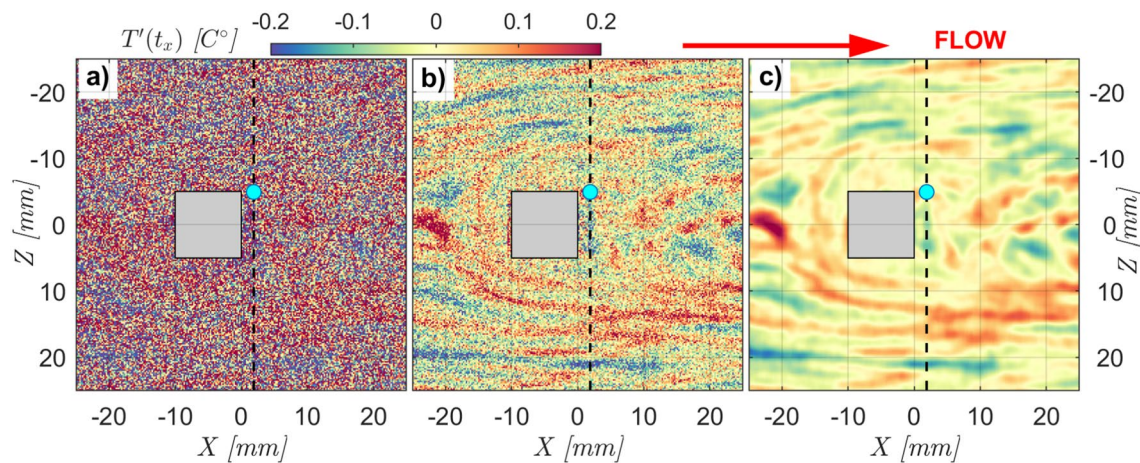 T′(t_x) [C°] -0.2 -0.1 0 0.1 0.2 FLOW
a) b) c)
-20 -20
-10 -10
0 0
10 10
20 20
Z [mm] Z [mm]
-20 -10 0 10 20 -20 -10 0 10 20 -20 -10 0 10 20
X [mm] X [mm] X [mm]